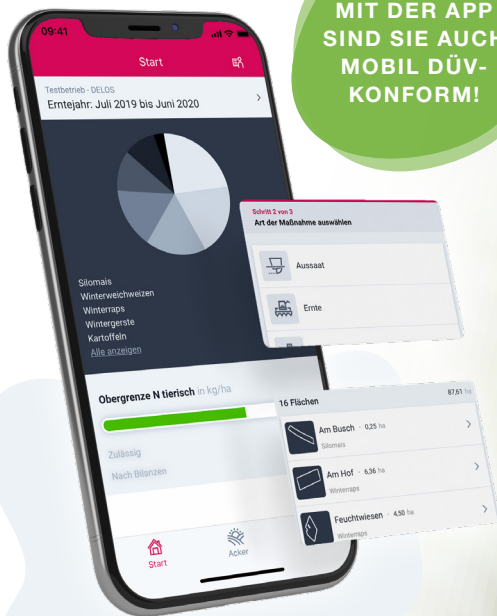 MIT DER APP
SIND SIE AUCH
MOBIL DÜV-
KONFORM!
09:41
Start
Testbetrieb - DELOS
Erntejahr: Juli 2019 bis Juni 2020
Schritt 2 von 3
Art der Maßnahme auswählen
Aussaat
Ernte
Silomais
Winterweichweizen
Winterraps
Wintergerste
Kartoffeln
Alle anzeigen
Obergrenze N tierisch in kg/ha
Zulässig
Nach Bilanzen
16 Flächen
87,61 ha
Am Busch · 0,25 ha
Silomais
Am Hof · 6,36 ha
Winterraps
Feuchtwiesen · 4,50 ha
Winterraps
Start
Acker